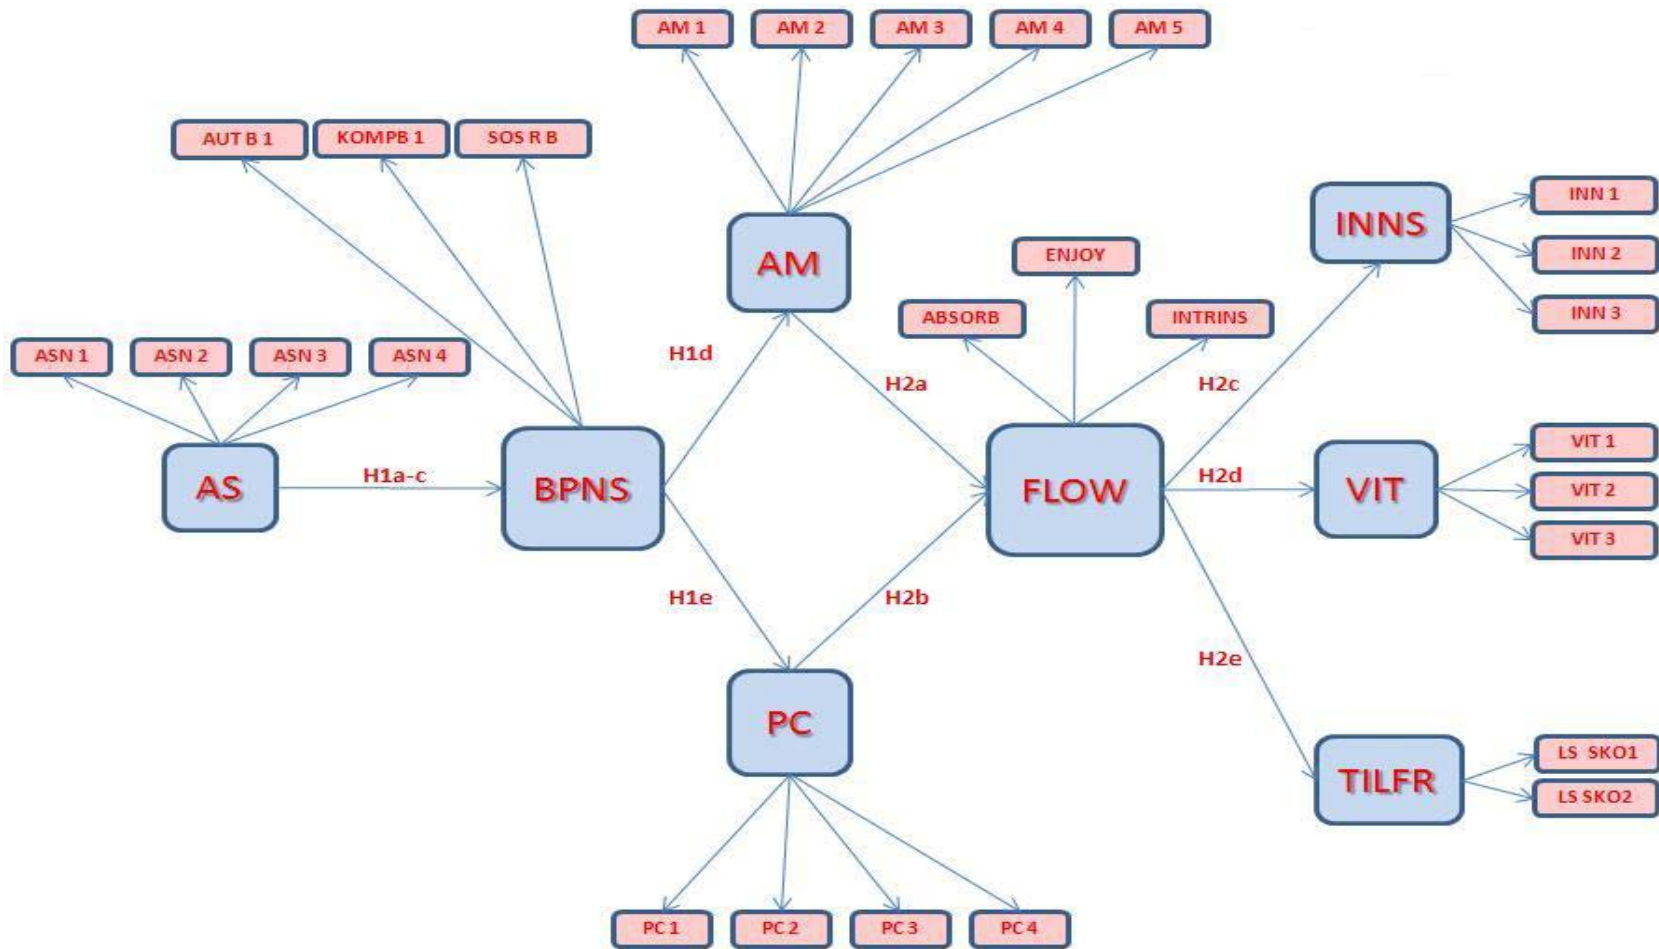 AM 1
AM 2
AM 3
AM 4
AM 5
AUT B 1
KOMPB 1
SOS R B
INN 1
INN 2
INN 3
INNS
AM
ENJOY
ABSORB
INTRINS
ASN 1
ASN 2
ASN 3
ASN 4
H1d
H2a
H2c
AS
H1a-c
BPNS
FLOW
H2d
VIT
VIT 1
VIT 2
VIT 3
H1e
H2b
H2e
PC
TILFR
LS SKO1
LS SKO2
PC 1
PC 2
PC 3
PC 4